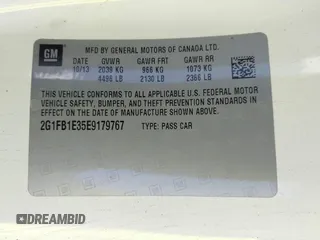 GM
MFD BY GENERAL MOTORS OF CANADA LTD.
DATE GVWR GAWR FRT GAWR RR
10/13 2039 KG 966 KG 1073 KG
4496 LB 2130 LB 2366 LB
THIS VEHICLE CONFORMS TO ALL APPLICABLE U.S. FEDERAL MOTOR
VEHICLE SAFETY, BUMPER, AND THEFT PREVENTION STANDARDS
IN EFFECT ON THE DATE OF MANUFACTURE SHOWN ABOVE.
2G1FB1E35E9179767 TYPE: PASS CAR
DREAMBID